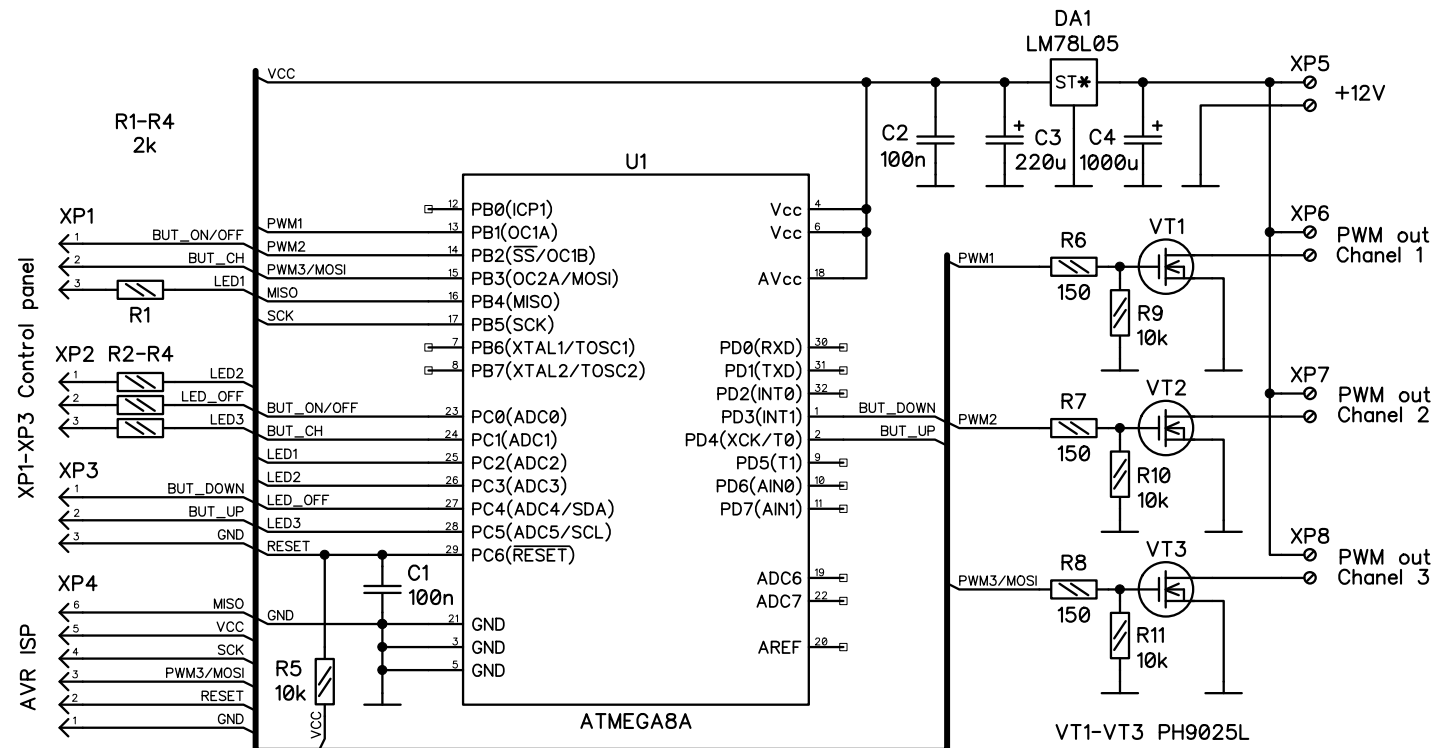 DA1
LM78L05
ST*
XP5
+12V
VCC
R1-R4
2k
C2
100n
+
C3
220u
C4
1000u
+
U1
XP1
1
BUT_ON/OFF
2
BUT_CH
3
LED1
R1
XP2
R2-R4
1
LED2
2
LED_OFF
3
LED3
XP3
1
BUT_DOWN
2
BUT_UP
3
GND
XP1-XP3 Control panel
XP4
6
MISO
5
VCC
4
SCK
3
PWM3/MOSI
2
RESET
1
GND
AVR ISP
PWM1
PWM2
PWM3/MOSI
MISO
SCK
BUT_ON/OFF
BUT_CH
LED1
LED2
LED_OFF
LED3
RESET
GND
R5
10k
VCC
C1
100n
12 PB0(ICP1)
13 PB1(OC1A)
14 PB2(SS/OC1B)
15 PB3(OC2A/MOSI)
16 PB4(MISO)
17 PB5(SCK)
7 PB6(XTAL1/TOSC1)
8 PB7(XTAL2/TOSC2)
23 PC0(ADC0)
24 PC1(ADC1)
25 PC2(ADC2)
26 PC3(ADC3)
27 PC4(ADC4/SDA)
28 PC5(ADC5/SCL)
29 PC6(RESET)
21 GND
3 GND
5 GND
Vcc 4
Vcc 6
AVcc 18
PD0(RXD) 30
PD1(TXD) 31
PD2(INT0) 32
PD3(INT1) 1
PD4(XCK/T0) 2
PD5(T1) 9
PD6(AIN0) 10
PD7(AIN1) 11
ADC6 19
ADC7 22
AREF 20
ATMEGA8A
BUT_DOWN
BUT_UP
PWM1
R6
150
VT1
R9
10k
XP6
PWM out
Chanel 1
PWM2
R7
150
VT2
R10
10k
XP7
PWM out
Chanel 2
PWM3/MOSI
R8
150
VT3
R11
10k
XP8
PWM out
Chanel 3
VT1-VT3 PH9025L